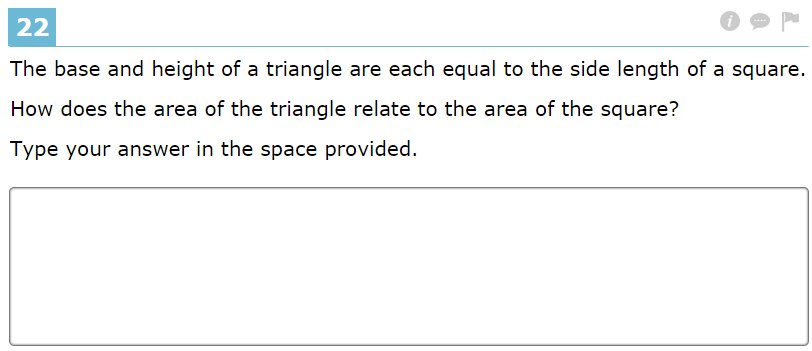 22
The base and height of a triangle are each equal to the side length of a square.
How does the area of the triangle relate to the area of the square?
Type your answer in the space provided.